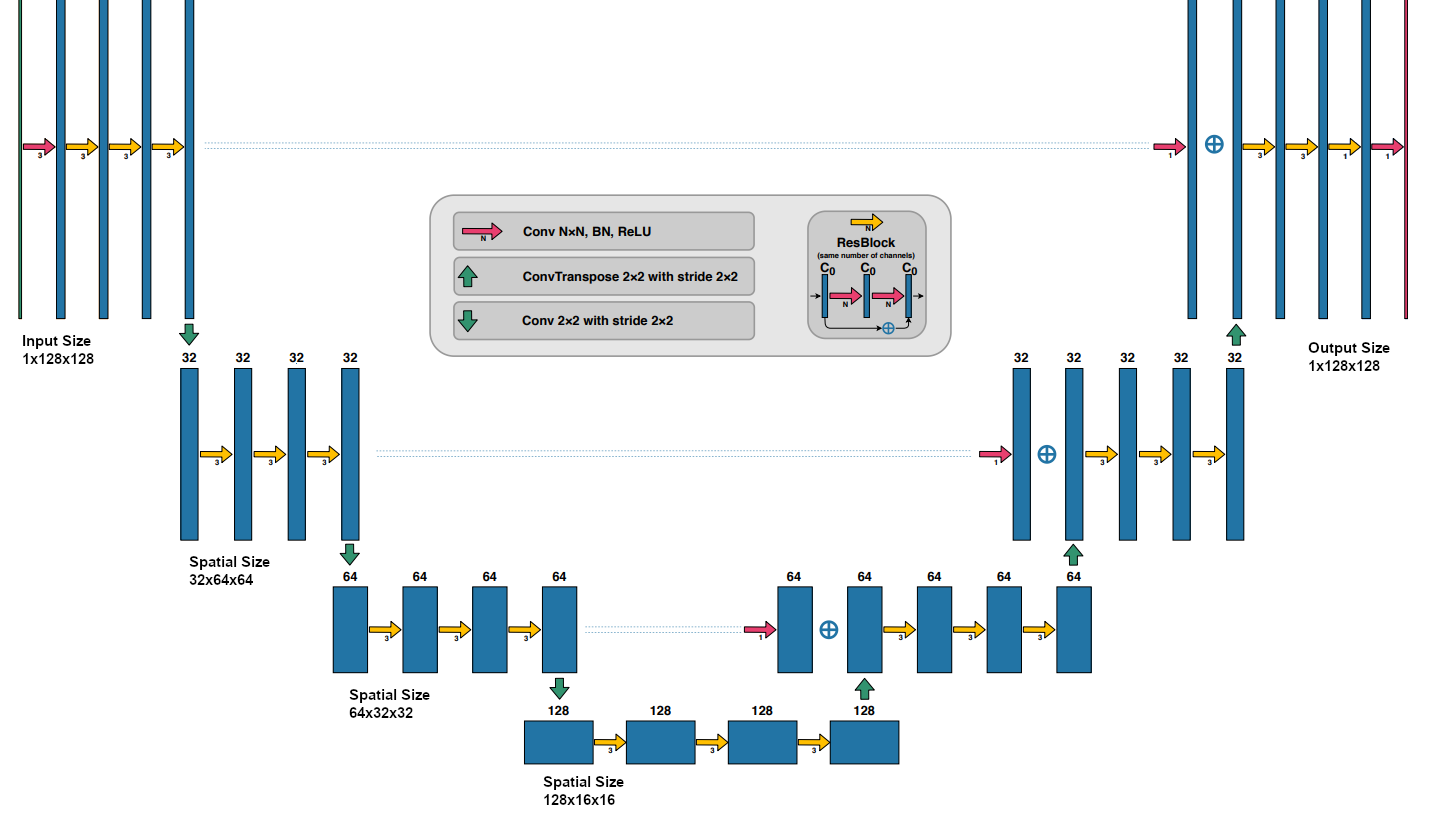 3 3 3 3
1 3 3 1 1
N
Conv N×N, BN, ReLU
ConvTranspose 2×2 with stride 2×2
Conv 2×2 with stride 2×2
N
ResBlock
(same number of channels)
C0 C0 C0
N N
Input Size
1x128x128
Output Size
1x128x128
32 32 32 32
32 32 32 32 32
3 3 3
1 3 3 3
Spatial Size
32x64x64
64 64 64 64
64 64 64 64 64
3 3 3
1 3 3 3
Spatial Size
64x32x32
128 128 128 128
3 3 3
Spatial Size
128x16x16